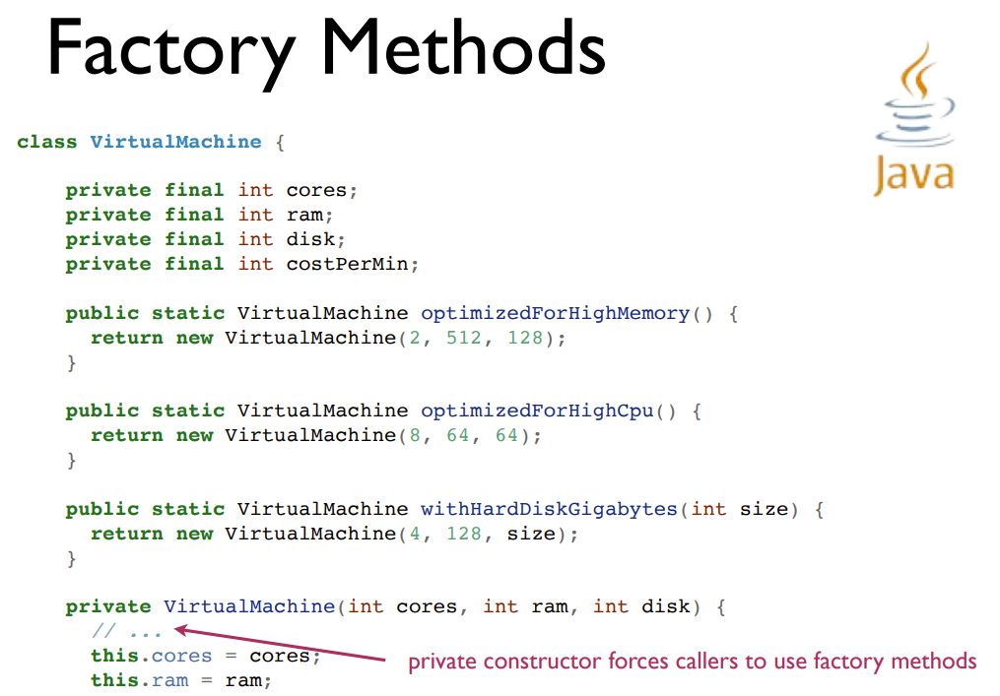 Factory Methods
Java
class VirtualMachine {
private final int cores;
private final int ram;
private final int disk;
private final int costPerMin;
public static VirtualMachine optimizedForHighMemory() {
return new VirtualMachine(2, 512, 128);
}
public static VirtualMachine optimizedForHighCpu() {
return new VirtualMachine(8, 64, 64);
}
public static VirtualMachine withHardDiskGigabytes(int size) {
return new VirtualMachine(4, 128, size);
}
private VirtualMachine(int cores, int ram, int disk) {
// ...
this.cores = cores;
private constructor forces callers to use factory methods
this.ram = ram;